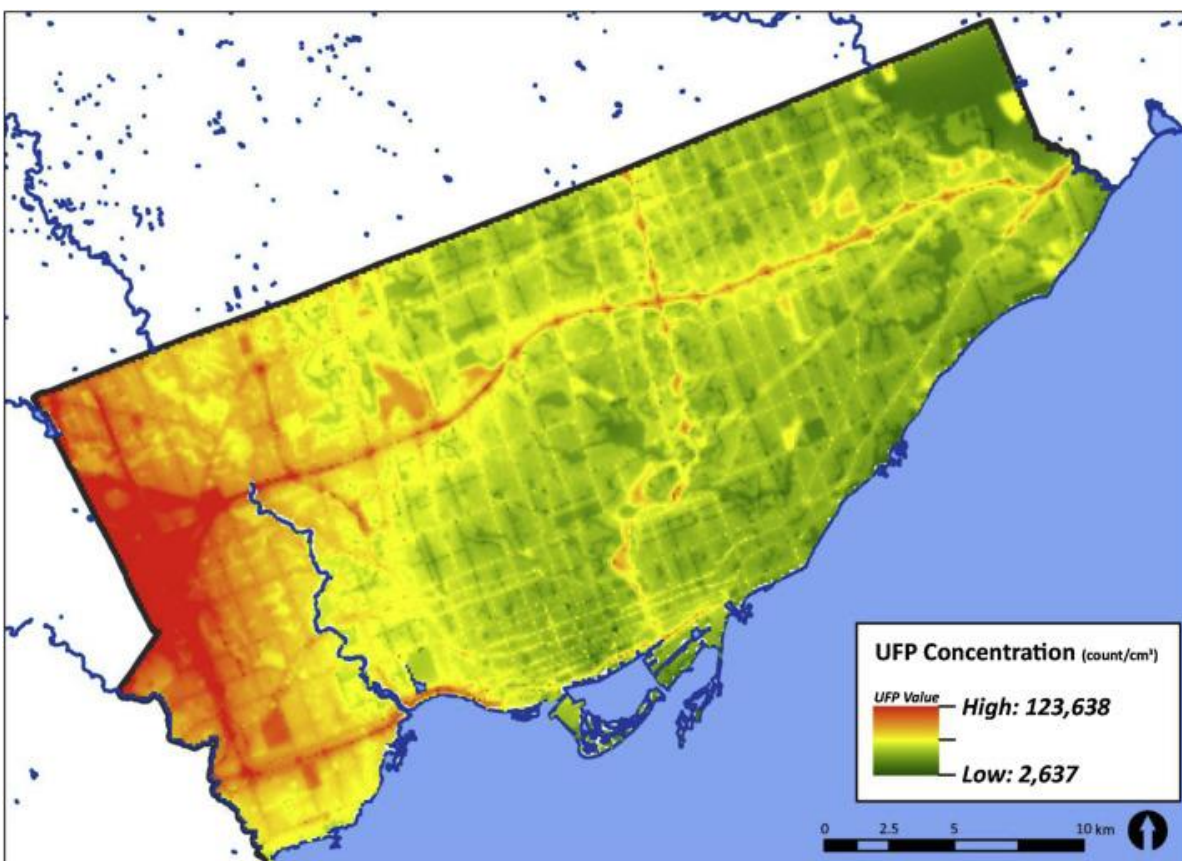 UFP Concentration (count/cm³)
UFP Value
High: 123,638
Low: 2,637
0 2.5 5 10 km